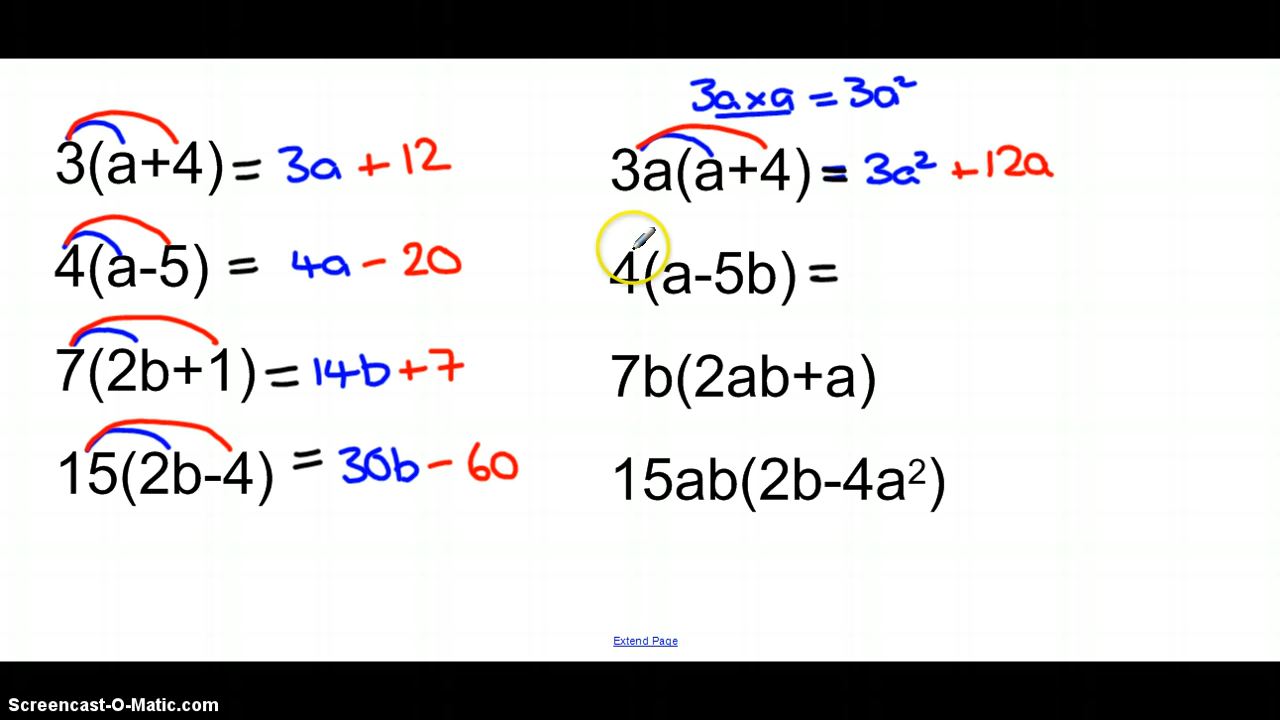 3(a+4) = 3a + 12
4(a-5) = 4a - 20
7(2b+1) = 14b + 7
15(2b-4) = 30b - 60
3a×a = 3a²
3a(a+4) = 3a² + 12a
4(a-5b) =
7b(2ab+a)
15ab(2b-4a²)
Extend Page
Screencast-O-Matic.com